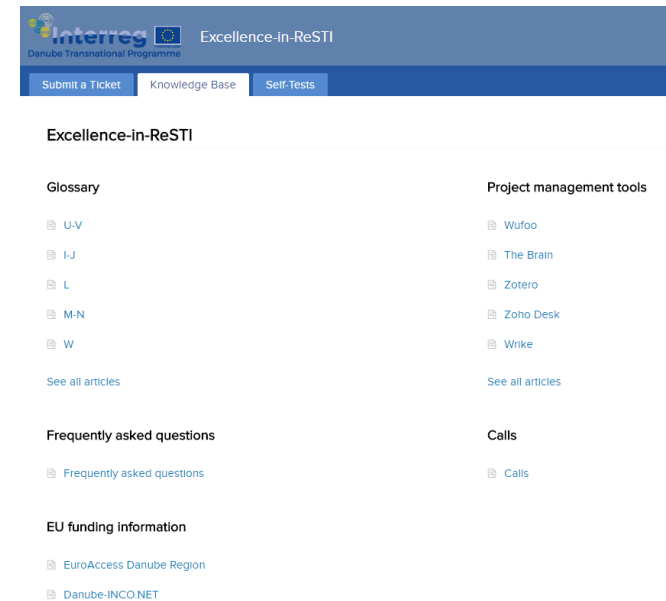 Interreg
Danube Transnational Programme
Excellence-in-ReSTI
Submit a Ticket
Knowledge Base
Self-Tests
Excellence-in-ReSTI
Glossary
U-V
I-J
L
M-N
W
See all articles
Project management tools
Wufoo
The Brain
Zotero
Zoho Desk
Wrike
See all articles
Frequently asked questions
Frequently asked questions
Calls
Calls
EU funding information
EuroAccess Danube Region
Danube-INCO.NET